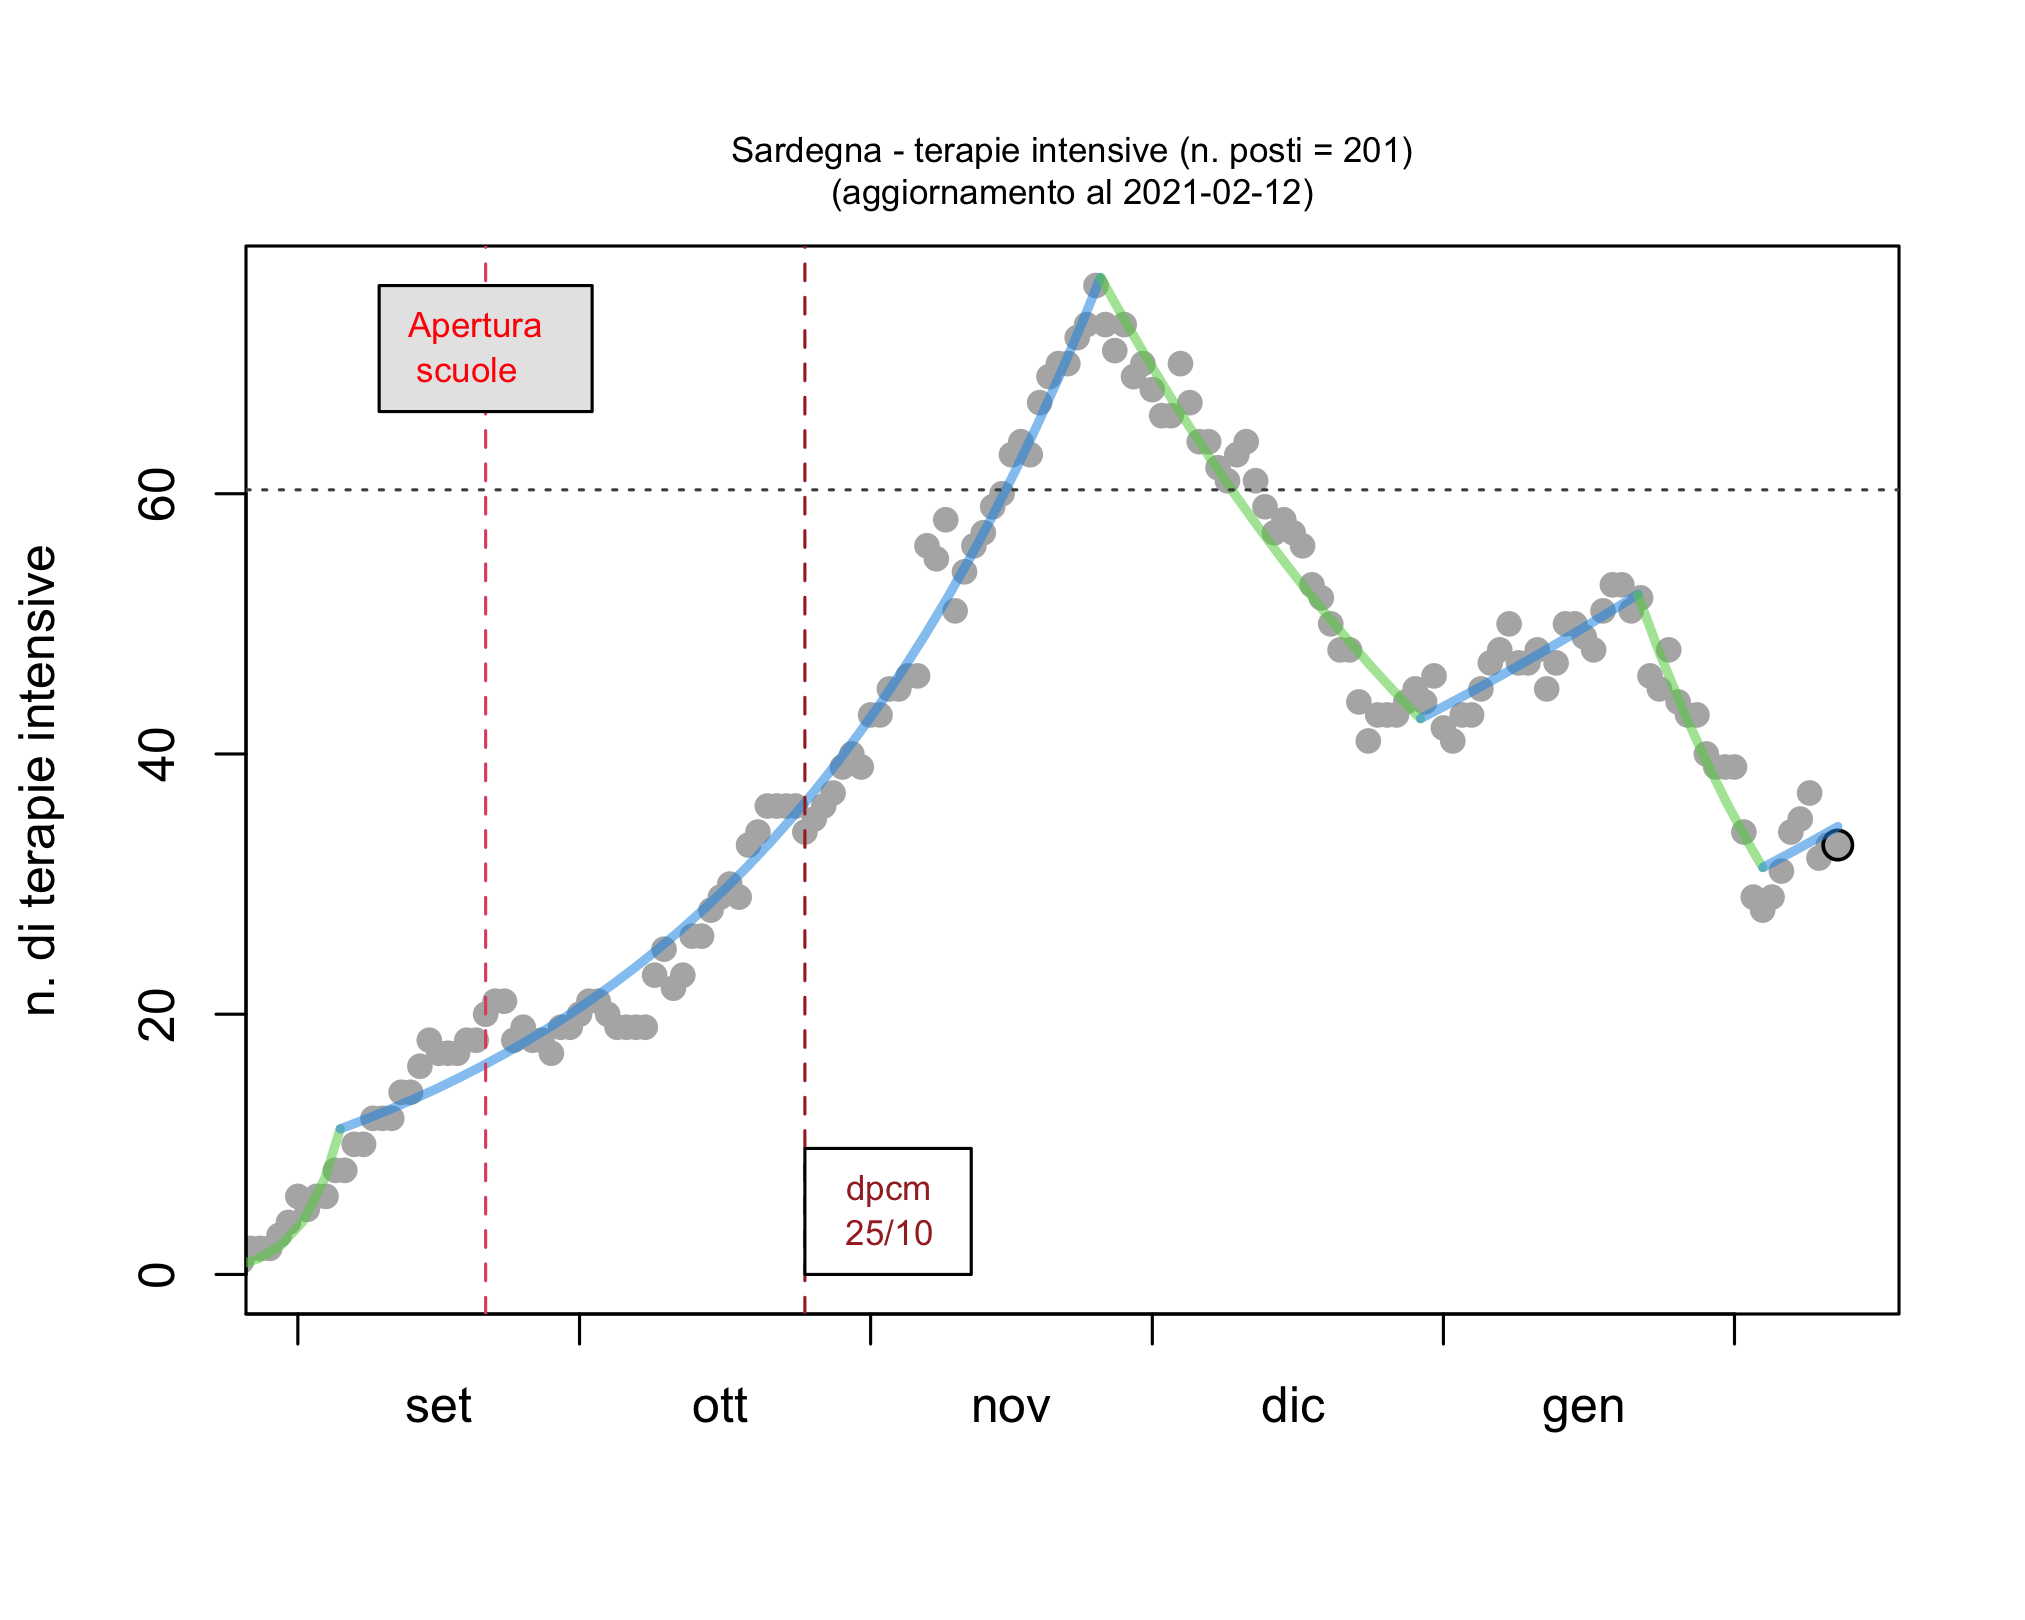 Sardegna - terapie intensive (n. posti = 201)
(aggiornamento al 2021-02-12)
Apertura
scuole
n. di terapie intensive
60
40
20
0
dpcm
25/10
set ott nov dic gen